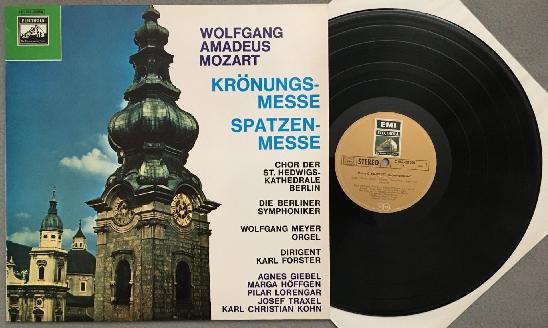 ELECTROLA
WOLFGANG
AMADEUS
MOZART
KRÖNUNGS-
MESSE
SPATZEN-
MESSE
CHOR DER
ST. HEDWIGS-
KATHEDRALE
BERLIN
DIE BERLINER
SYMPHONIKER
WOLFGANG MEYER
ORGEL
DIRIGENT
KARL FORSTER
AGNES GIEBEL
MARGA HÖFFGEN
PILAR LORENGAR
JOSEF TRAXEL
KARL CHRISTIAN KOHN
EMI
STEREO